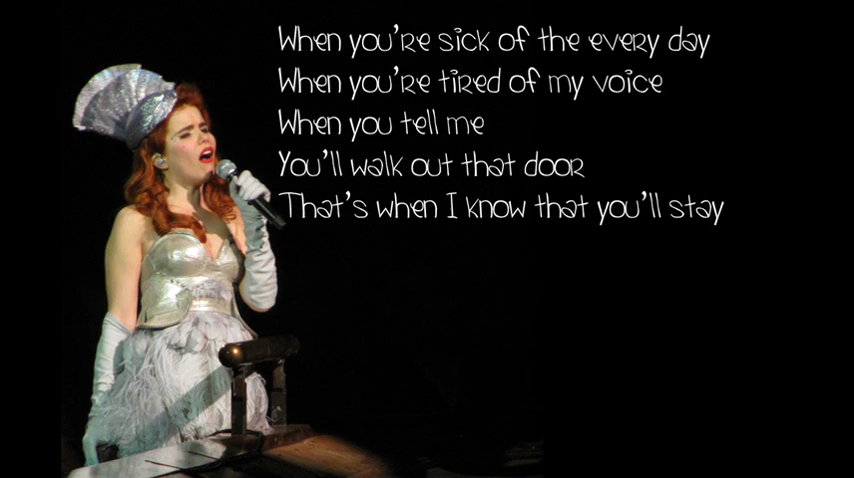 When you're sick of the every day
When you're tired of my voice
When you tell me
You'll walk out that door
That's when I know that you'll stay